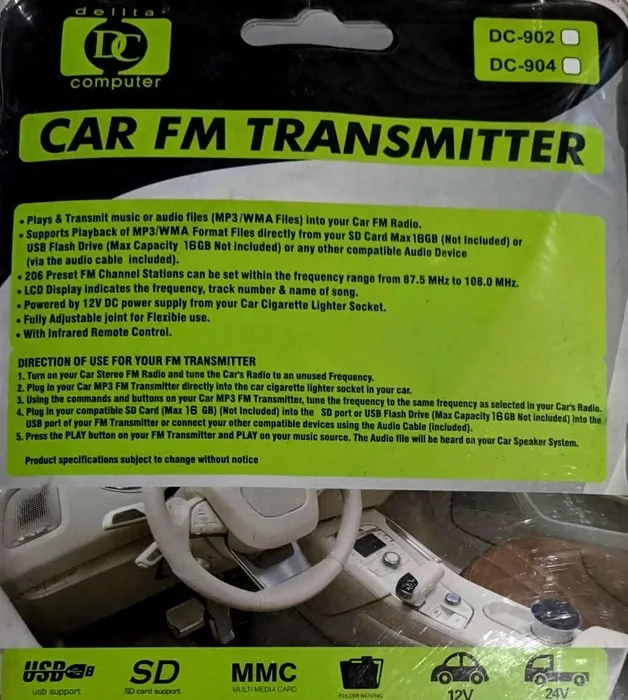 dellta
DC
computer
DC-902
DC-904
CAR FM TRANSMITTER
• Plays & Transmit music or audio files (MP3/WMA Files) into your Car FM Radio.
• Supports Playback of MP3/WMA Format Files directly from your SD Card Max16GB (Not Included) or
USB Flash Drive (Max Capacity 16GB Not included) or any other compatible Audio Device
(via the audio cable included).
• 206 Preset FM Channel Stations can be set within the frequency range from 87.5 MHz to 108.0 MHz.
• LCD Display indicates the frequency, track number & name of song.
• Powered by 12V DC power supply from your Car Cigarette Lighter Socket.
• Fully Adjustable joint for Flexible use.
• With Infrared Remote Control.
DIRECTION OF USE FOR YOUR FM TRANSMITTER
1. Turn on your Car Stereo FM Radio and tune the Car's Radio to an unused Frequency.
2. Plug in your Car MP3 FM Transmitter directly into the car cigarette lighter socket in your car.
3. Using the commands and buttons on your Car MP3 FM Transmitter, tune the frequency to the same frequency as selected in your Car's Radio.
4. Plug in your compatible SD Card (Max 16 GB) (Not Included) into the SD port or USB Flash Drive (Max Capacity 16GB Not included) into the
USB port of your FM Transmitter or connect your other compatible devices using the Audio Cable (included).
5. Press the PLAY button on your FM Transmitter and PLAY on your music source. The Audio file will be heard on your Car Speaker System.
Product specifications subject to change without notice
USB SD MMC
usb support SD card support MULTI MEDIA CARD FOLDER MOVING 12V 24V